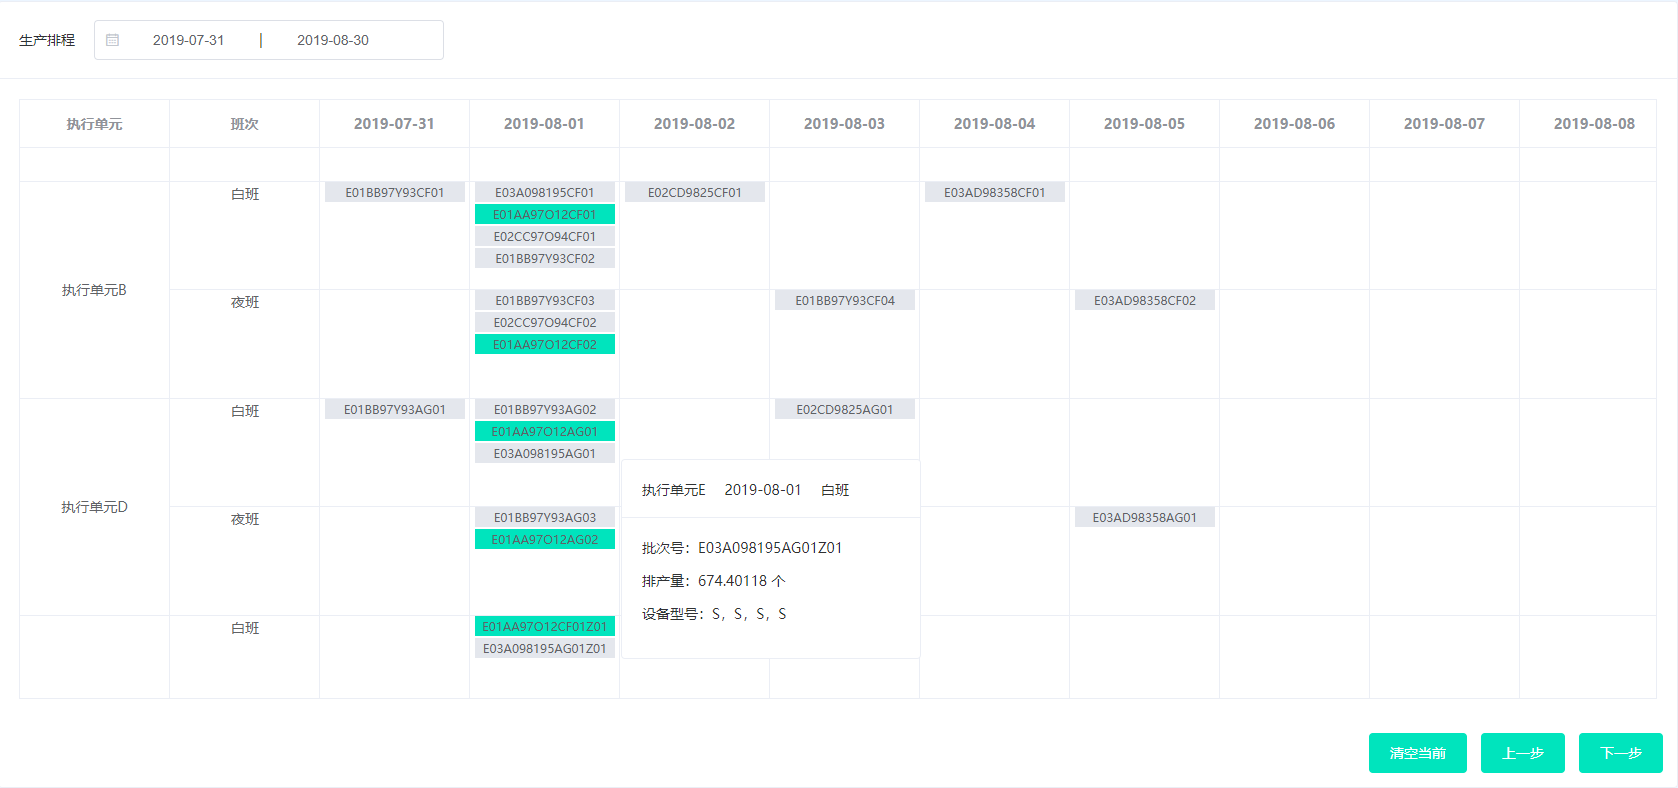 生产排程 2019-07-31 | 2019-08-30
执行单元 班次 2019-07-31 2019-08-01 2019-08-02 2019-08-03 2019-08-04 2019-08-05 2019-08-06 2019-08-07 2019-08-08
白班 E01BB97Y93CF01 E03A098195CF01 E02CD9825CF01 E03AD98358CF01
E01AA97O12CF01
E02CC97O94CF01
E01BB97Y93CF02
执行单元B
夜班 E01BB97Y93CF03 E01BB97Y93CF04 E03AD98358CF02
E02CC97O94CF02
E01AA97O12CF02
白班 E01BB97Y93AG01 E01BB97Y93AG02 E02CD9825AG01
E01AA97O12AG01
E03A098195AG01
执行单元D
夜班 E01BB97Y93AG03 E03AD98358AG01
E01AA97O12AG02
白班 E01AA97O12CF01Z01
E03A098195AG01Z01
执行单元E 2019-08-01 白班
批次号：E03A098195AG01Z01
排产量：674.40118 个
设备型号：S，S，S，S
清空当前 上一步 下一步